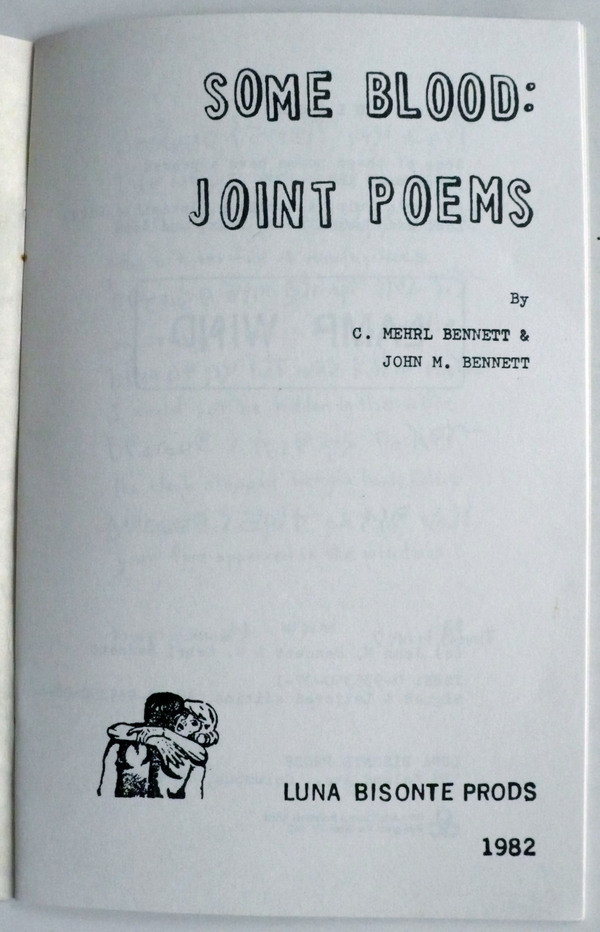 SOME BLOOD:
JOINT POEMS
By
C. MEHRL BENNETT &
JOHN M. BENNETT
LUNA BISONTE PRODS
1982